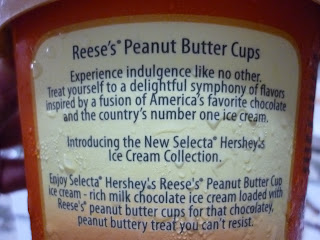 Reese's® Peanut Butter Cups
Experience indulgence like no other.
Treat yourself to a delightful symphony of flavors
inspired by a fusion of America's favorite chocolate
and the country's number one ice cream.
Introducing the New Selecta® Hershey's
Ice Cream Collection.
Enjoy Selecta® Hershey's Reese's® Peanut Butter Cup
ice cream - rich milk chocolate ice cream loaded with
Reese's® peanut butter cups for that chocolatey,
peanut buttery treat you can't resist.